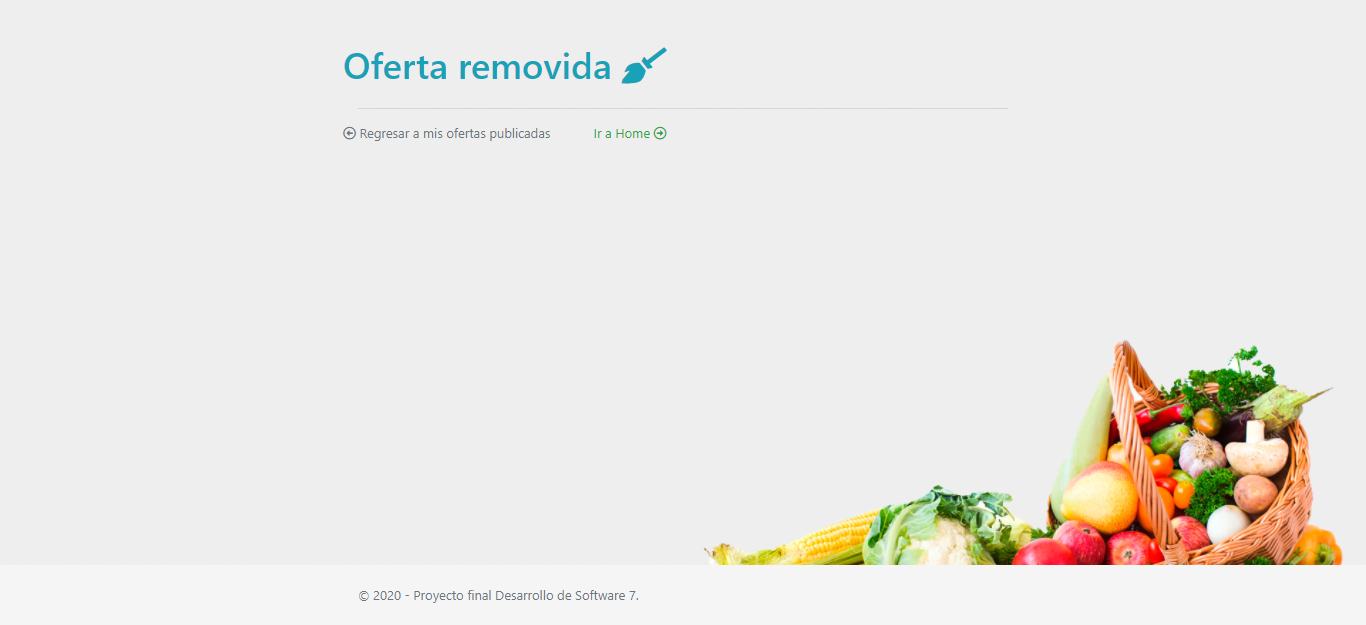 Oferta removida
Regresar a mis ofertas publicadas Ir a Home
© 2020 - Proyecto final Desarrollo de Software 7.